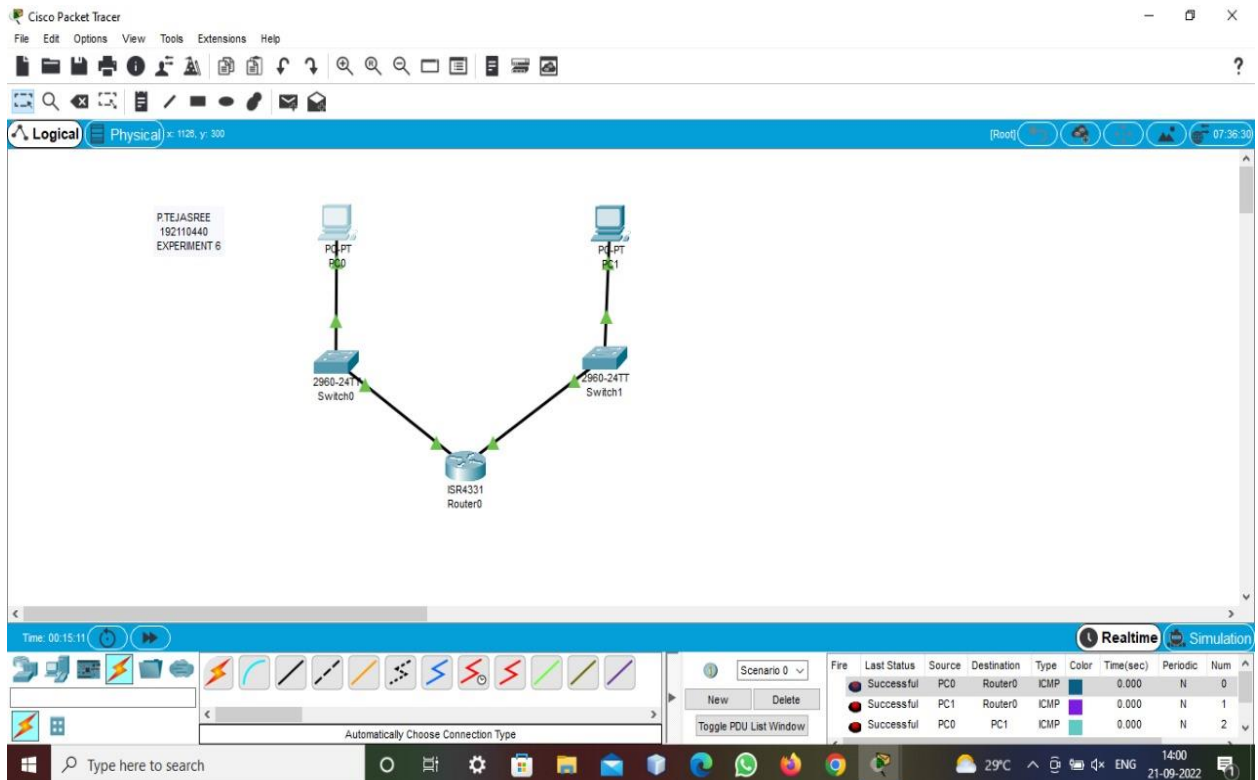 Cisco Packet Tracer
File Edit Options View Tools Extensions Help
?
Logical Physical x: 1128, y: 300 [Root] 07:36:30
P.TEJASREE
192110440
EXPERIMENT 6
PC-PT
PC0
PC-PT
PC1
2960-24TT
Switch0
2960-24TT
Switch1
ISR4331
Router0
Time: 00:15:11 Realtime Simulation
Scenario 0
New Delete
Toggle PDU List Window
Fire Last Status Source Destination Type Color Time(sec) Periodic Num
Successful PC0 Router0 ICMP 0.000 N 0
Successful PC1 Router0 ICMP 0.000 N 1
Successful PC0 PC1 ICMP 0.000 N 2
Automatically Choose Connection Type
Type here to search 29°C ENG 14:00
21-09-2022